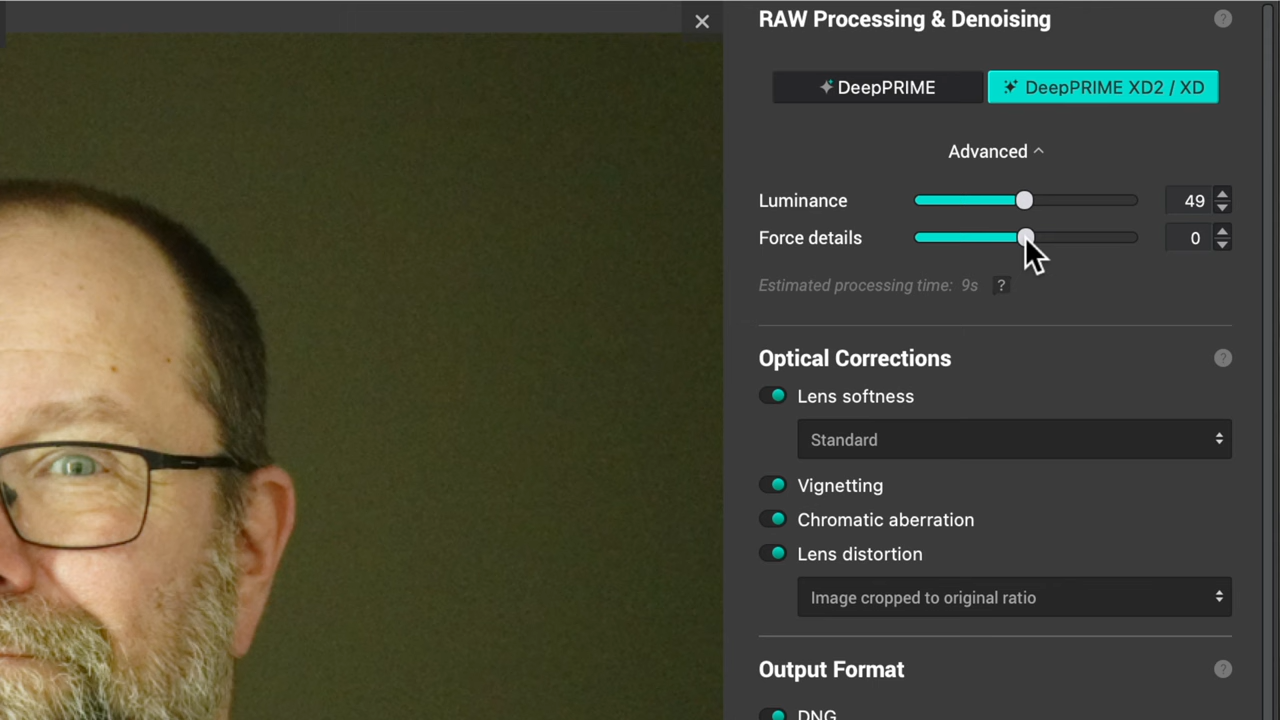 RAW Processing & Denoising
?
DeepPRIME
DeepPRIME XD2 / XD
Advanced
Luminance
49
Force details
0
Estimated processing time: 9s
?
Optical Corrections
?
Lens softness
Standard
Vignetting
Chromatic aberration
Lens distortion
Image cropped to original ratio
Output Format
?
DNG